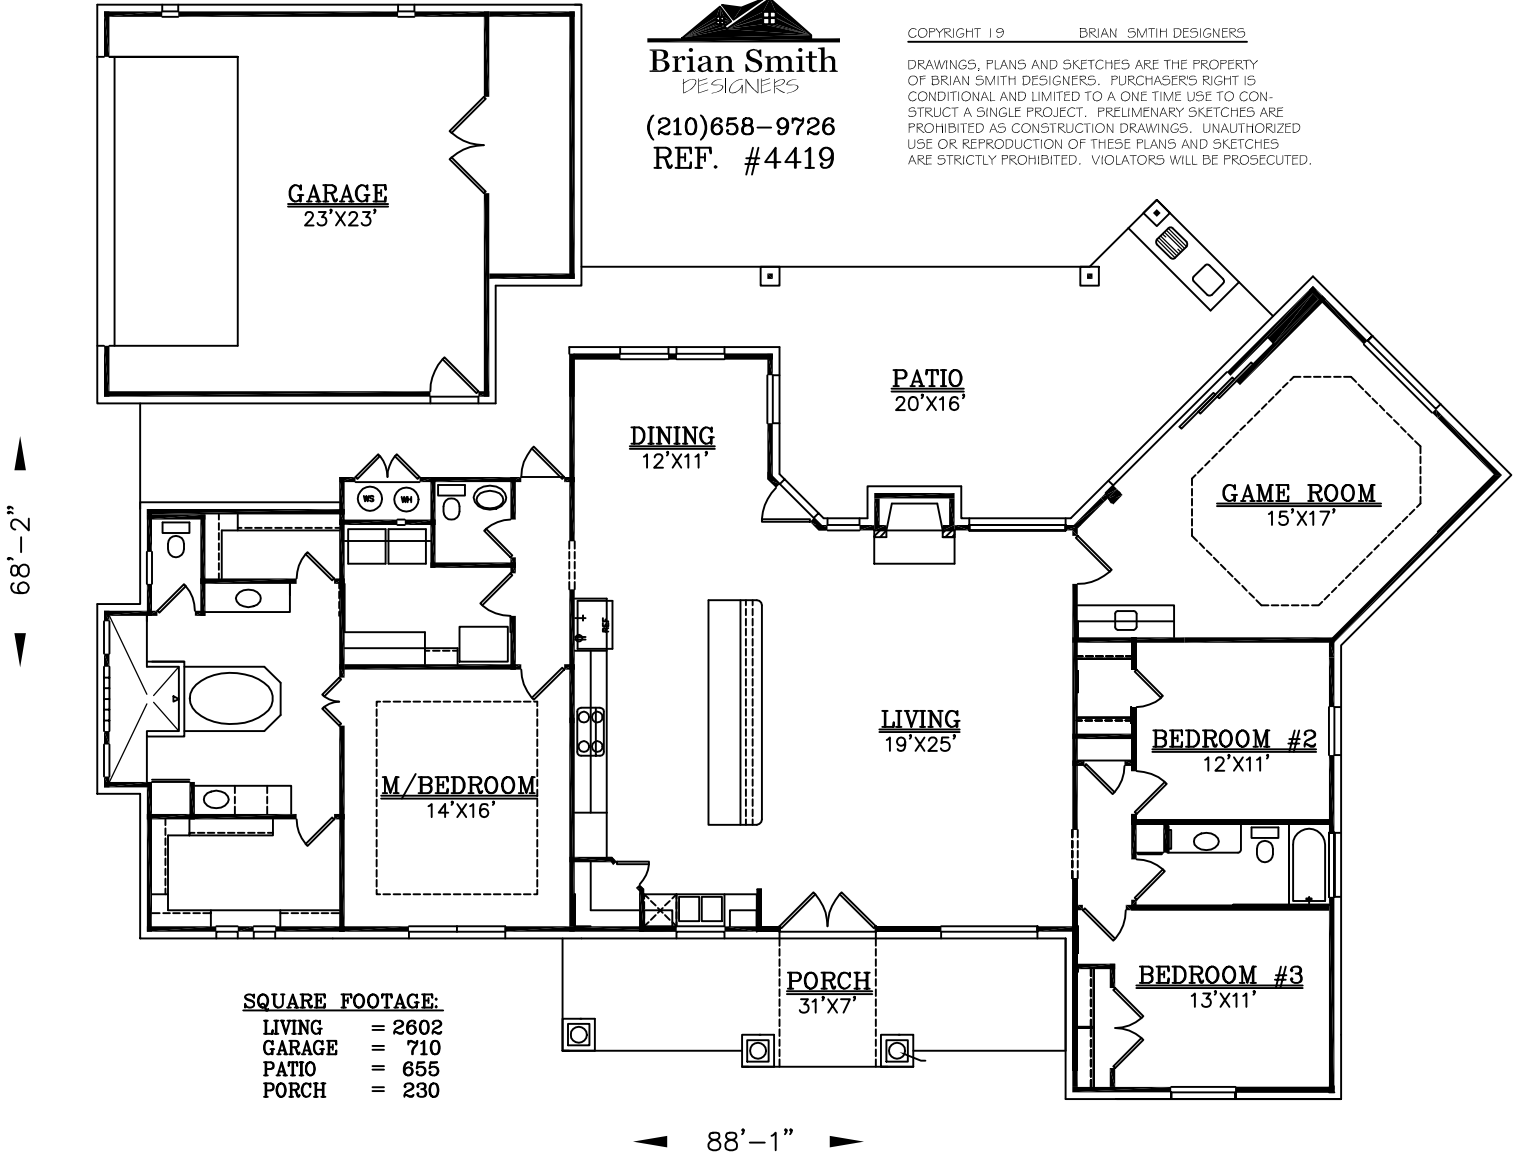 Brian Smith
DESIGNERS
(210)658-9726
REF. #4419
COPYRIGHT 19 BRIAN SMTIH DESIGNERS
DRAWINGS, PLANS AND SKETCHES ARE THE PROPERTY
OF BRIAN SMITH DESIGNERS. PURCHASER'S RIGHT IS
CONDITIONAL AND LIMITED TO A ONE TIME USE TO CON-
STRUCT A SINGLE PROJECT. PRELIMENARY SKETCHES ARE
PROHIBITED AS CONSTRUCTION DRAWINGS. UNAUTHORIZED
USE OR REPRODUCTION OF THESE PLANS AND SKETCHES
ARE STRICTLY PROHIBITED. VIOLATORS WILL BE PROSECUTED.
GARAGE
23'X23'
PATIO
20'X16'
DINING
12'X11'
GAME ROOM
15'X17'
WS
WH
REF
68'-2"
LIVING
19'X25'
BEDROOM #2
12'X11'
M/BEDROOM
14'X16'
PORCH
31'X7'
BEDROOM #3
13'X11'
SQUARE FOOTAGE:
LIVING = 2602
GARAGE = 710
PATIO = 655
PORCH = 230
88'-1"